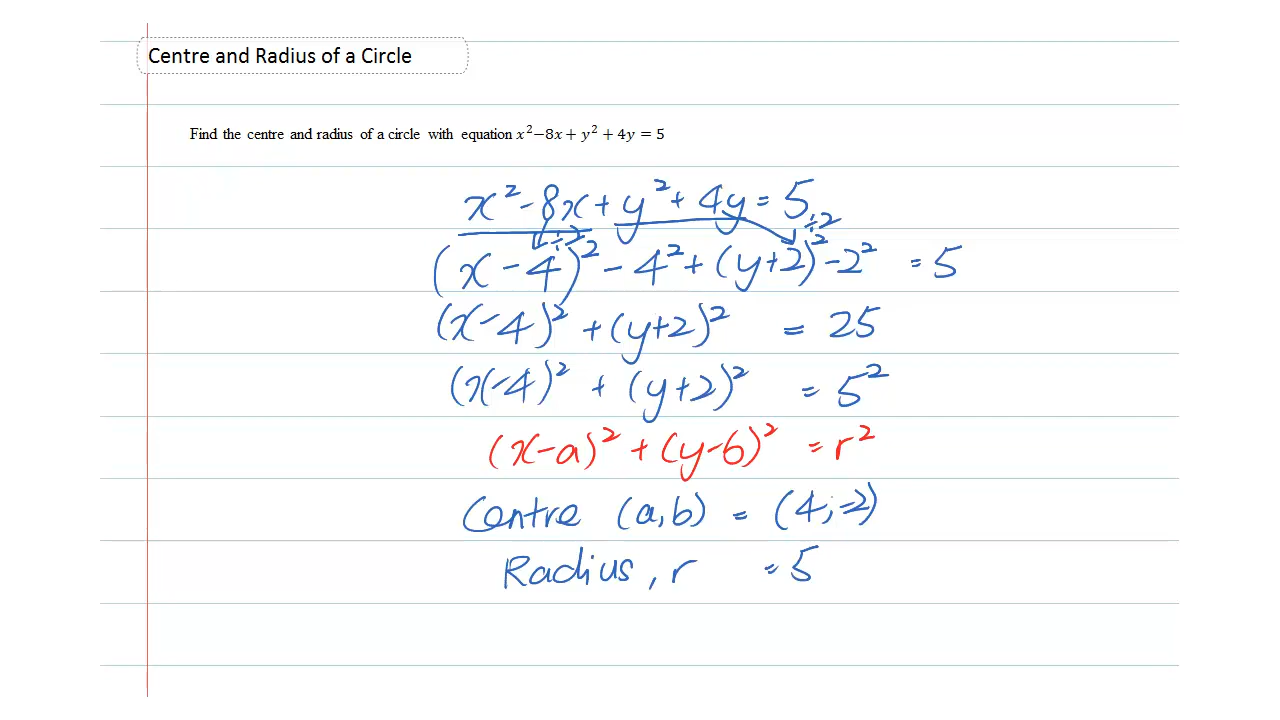 Centre and Radius of a Circle
Find the centre and radius of a circle with equation x²−8x + y² + 4y = 5
x² - 8x + y² + 4y = 5
÷2 ÷2
(x - 4)² - 4² + (y+2)² - 2² = 5
(x-4)² + (y+2)² = 25
(x-4)² + (y+2)² = 5²
(x-a)² + (y-b)² = r²
Centre (a,b) = (4,-2)
Radius, r = 5